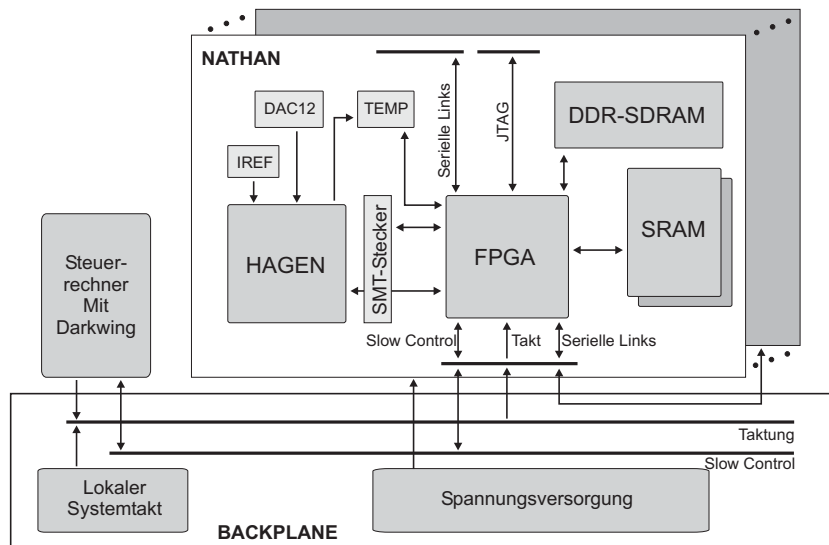 NATHAN
DAC12
TEMP
Serielle Links
JTAG
DDR-SDRAM
IREF
HAGEN
SMT-Stecker
FPGA
SRAM
Steuer-
rechner
Mit
Darkwing
Slow Control
Takt
Serielle Links
Taktung
Slow Control
Lokaler
Systemtakt
Spannungsversorgung
BACKPLANE